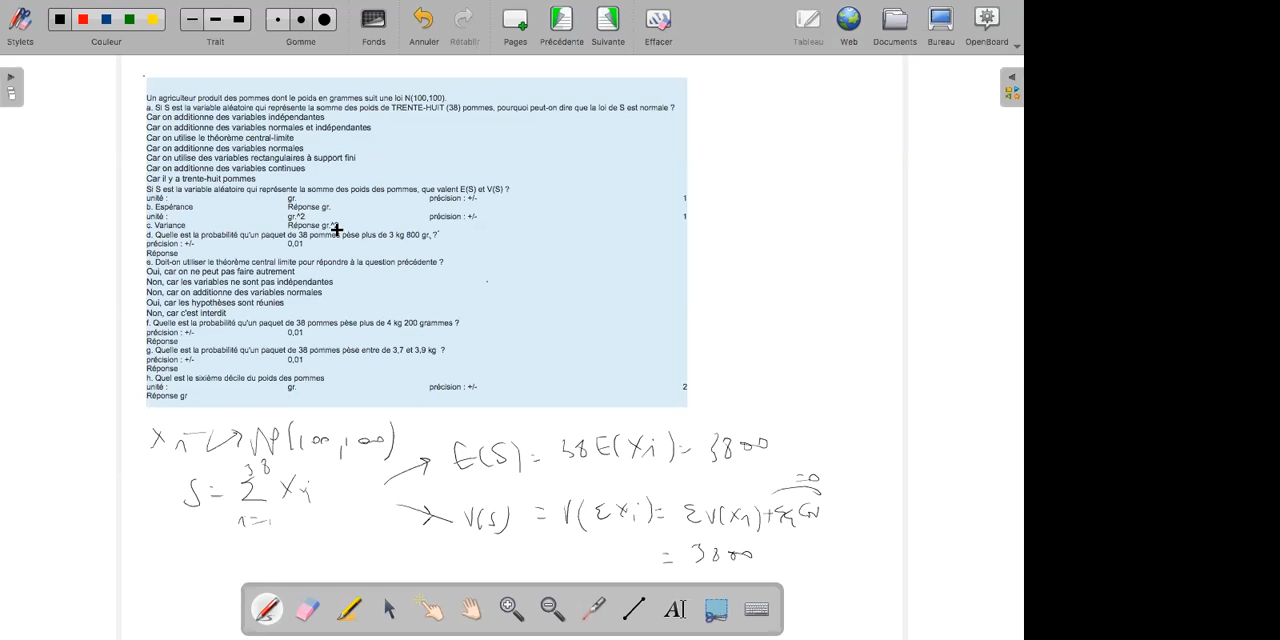 Stylets Couleur Trait Gomme Fonds Annuler Rétablir Pages Précédente Suivante Effacer Tableau Web Documents Bureau OpenBoard
Un agriculteur produit des pommes dont le poids en grammes suit une loi N(100,100).
a. Si S est la variable aléatoire qui représente la somme des poids de TRENTE-HUIT (38) pommes, pourquoi peut-on dire que la loi de S est normale ?
Car on additionne des variables indépendantes
Car on additionne des variables normales et indépendantes
Car on utilise le théorème central-limite
Car on additionne des variables normales
Car on utilise des variables rectangulaires à support fini
Car on additionne des variables continues
Car il y a trente-huit pommes
Si S est la variable aléatoire qui représente la somme des poids des pommes, que valent E(S) et V(S) ?
unité : gr. précision : +/- 1
b. Espérance Réponse gr.
unité : gr.^2 précision : +/- 1
c. Variance Réponse gr.^2
d. Quelle est la probabilité qu'un paquet de 38 pommes pèse plus de 3 kg 800 gr, ?
précision : +/- 0,01
Réponse
e. Doit-on utiliser le théorème central limite pour répondre à la question précédente ?
Oui, car on ne peut pas faire autrement
Non, car les variables ne sont pas indépendantes
Non, car on additionne des variables normales
Oui, car les hypothèses sont réunies
Non, car c'est interdit
f. Quelle est la probabilité qu'un paquet de 38 pommes pèse plus de 4 kg 200 grammes ?
précision : +/- 0,01
Réponse
g. Quelle est la probabilité qu'un paquet de 38 pommes pèse entre de 3,7 et 3,9 kg ?
précision : +/- 0,01
Réponse
h. Quel est le sixième décile du poids des pommes
unité : gr. précision : +/- 2
Réponse gr
(100,100)
E(S) = 38 E(Xi) = 3800
S = Σ Xi
38
=0
V(S) = V(ΣXi) = ΣV(Xi) +
= 3800